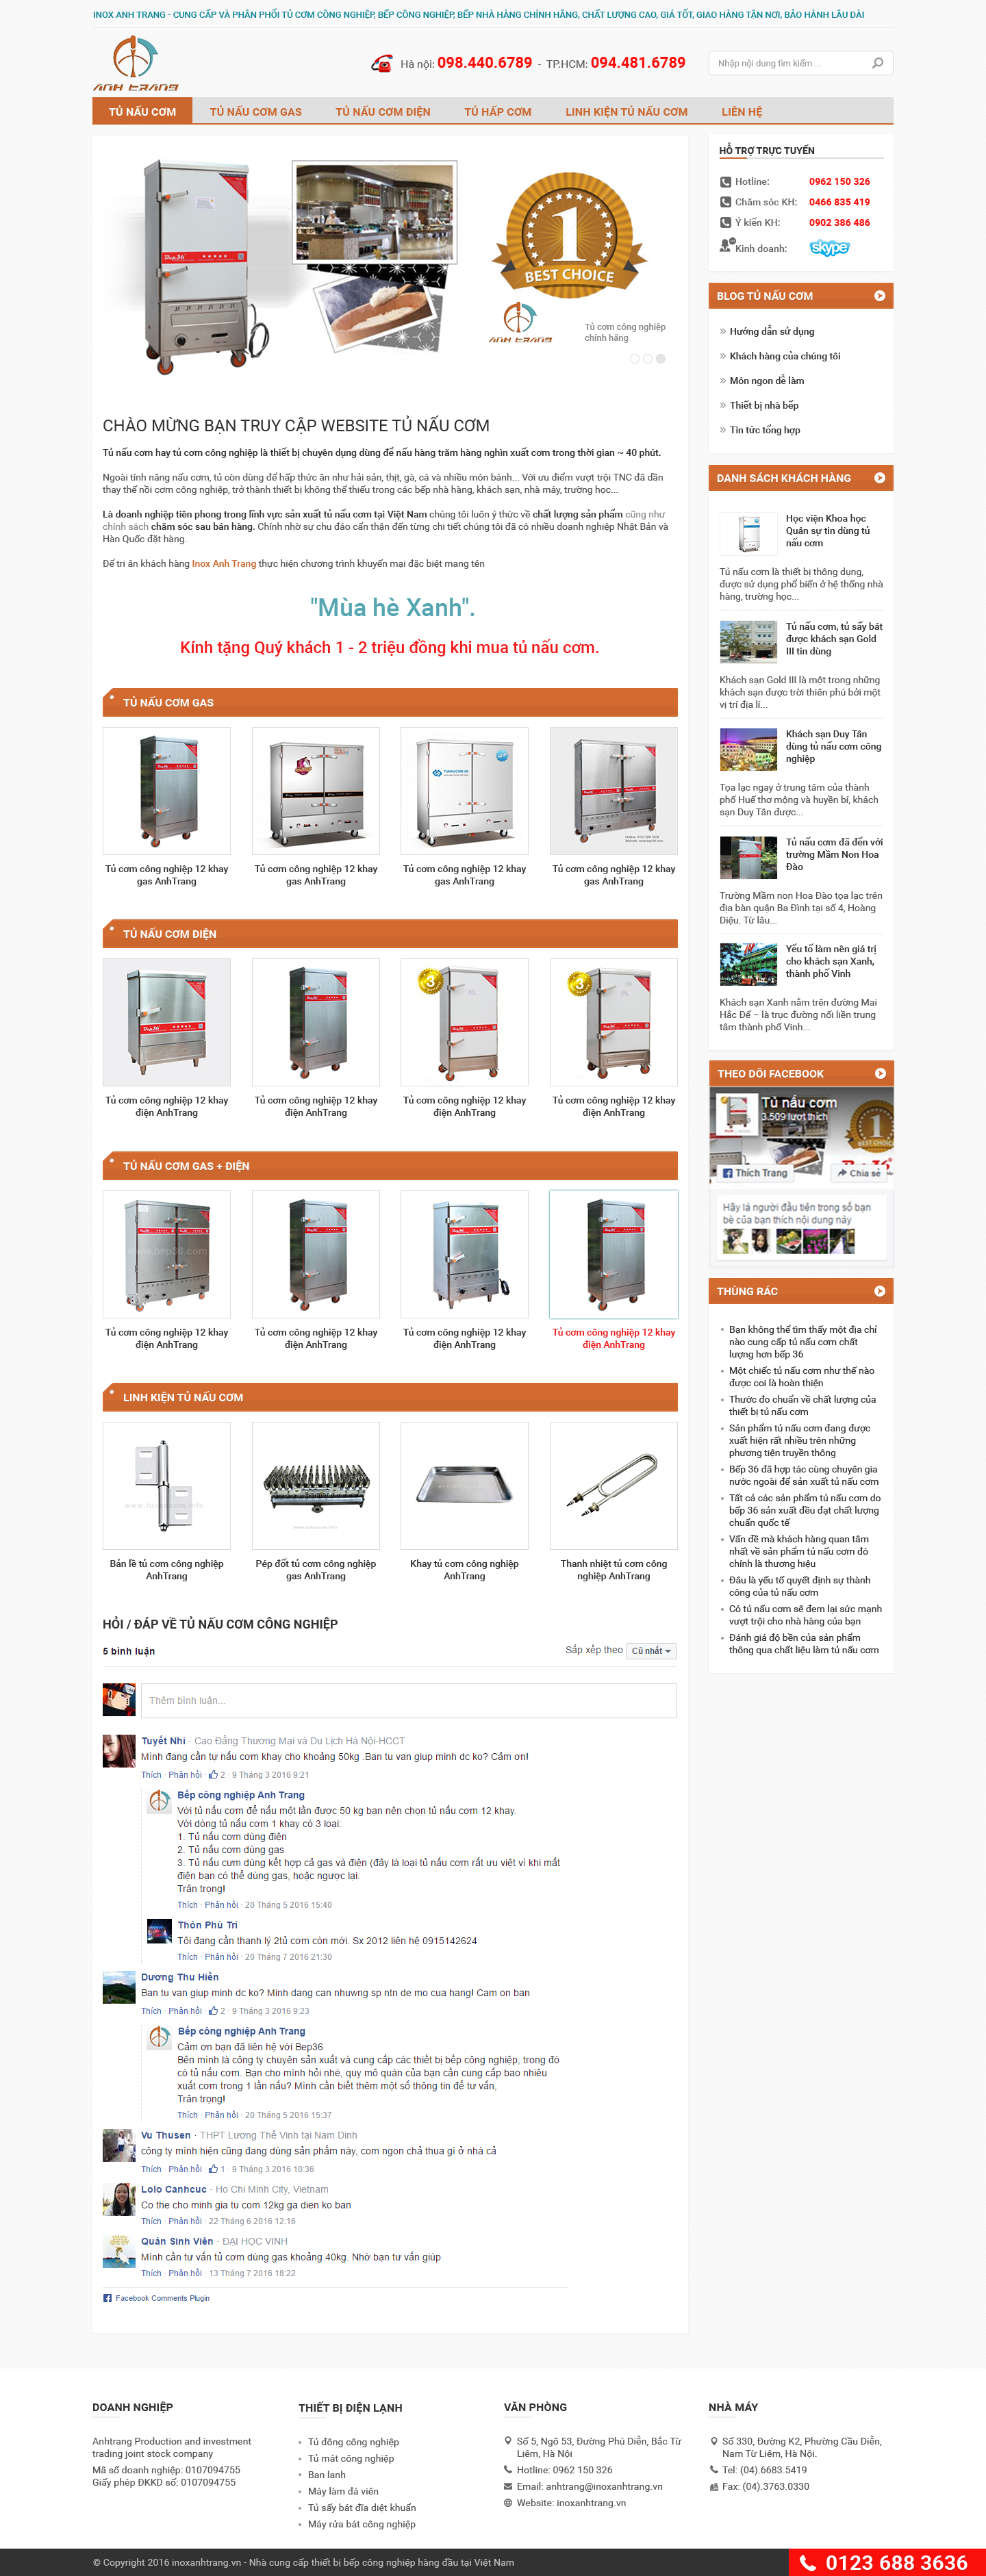 INOX ANH TRANG - CUNG CẤP VÀ PHÂN PHỐI TỦ CƠM CÔNG NGHIỆP, BẾP CÔNG NGHIỆP, BẾP NHÀ HÀNG CHÍNH HÃNG, CHẤT LƯỢNG CAO, GIÁ TỐT, GIAO HÀNG TẬN NƠI, BẢO HÀNH LÂU DÀI
ANH TRANG
Hà nội: 098.440.6789 - TP.HCM: 094.481.6789
Nhập nội dung tìm kiếm ...
TỦ NẤU CƠM
TỦ NẤU CƠM GAS
TỦ NẤU CƠM ĐIỆN
TỦ HẤP CƠM
LINH KIỆN TỦ NẤU CƠM
LIÊN HỆ
Bep36
1
BEST CHOICE
ANH TRANG
Tủ cơm công nghiệp
chính hãng
CHÀO MỪNG BẠN TRUY CẬP WEBSITE TỦ NẤU CƠM
Tủ nấu cơm hay tủ cơm công nghiệp là thiết bị chuyên dụng dùng để nấu hàng trăm hàng nghìn xuất cơm trong thời gian ~ 40 phút.
Ngoài tính năng nấu cơm, tủ còn dùng để hấp thức ăn như hải sản, thịt, gà, cá và nhiều món bánh... Với ưu điểm vượt trội TNC đã dần
thay thế nồi cơm công nghiệp, trở thành thiết bị không thể thiếu trong các bếp nhà hàng, khách sạn, nhà máy, trường học...
Là doanh nghiệp tiên phong trong lĩnh vực sản xuất tủ nấu cơm tại Việt Nam chúng tôi luôn ý thức về chất lượng sản phẩm cũng như
chính sách chăm sóc sau bán hàng. Chính nhờ sự chu đáo cẩn thận đến từng chi tiết chúng tôi đã có nhiều doanh nghiệp Nhật Bản và
Hàn Quốc đặt hàng.
Để tri ân khách hàng Inox Anh Trang thực hiện chương trình khuyến mại đặc biệt mang tên
"Mùa hè Xanh".
Kính tặng Quý khách 1 - 2 triệu đồng khi mua tủ nấu cơm.
TỦ NẤU CƠM GAS
Tủ cơm công nghiệp 12 khay
gas AnhTrang
Tủ cơm công nghiệp 12 khay
gas AnhTrang
Tủ cơm công nghiệp 12 khay
gas AnhTrang
Tủ cơm công nghiệp 12 khay
gas AnhTrang
TỦ NẤU CƠM ĐIỆN
Bep36
3
3
Tủ cơm công nghiệp 12 khay
điện AnhTrang
Tủ cơm công nghiệp 12 khay
điện AnhTrang
Tủ cơm công nghiệp 12 khay
điện AnhTrang
Tủ cơm công nghiệp 12 khay
điện AnhTrang
TỦ NẤU CƠM GAS + ĐIỆN
www.bep36.com
Tủ cơm công nghiệp 12 khay
điện AnhTrang
Tủ cơm công nghiệp 12 khay
điện AnhTrang
Tủ cơm công nghiệp 12 khay
điện AnhTrang
Tủ cơm công nghiệp 12 khay
điện AnhTrang
LINH KIỆN TỦ NẤU CƠM
Bản lề tủ cơm công nghiệp
AnhTrang
Pép đốt tủ cơm công nghiệp
gas AnhTrang
Khay tủ cơm công nghiệp
AnhTrang
Thanh nhiệt tủ cơm công
nghiệp AnhTrang
HỎI / ĐÁP VỀ TỦ NẤU CƠM CÔNG NGHIỆP
5 bình luận
Sắp xếp theo Cũ nhất
Thêm bình luận...
Tuyết Nhi · Cao Đẳng Thương Mại và Du Lịch Hà Nội-HCCT
Mình đang cần tự nấu cơm khay cho khoảng 50kg .Ban tu van giup minh dc ko? Cảm ơn!
Thích · Phản hồi · 2 · 9 Tháng 3 2016 9:21
Bếp công nghiệp Anh Trang
Với tủ nấu cơm để nấu một lần được 50 kg bạn nên chọn tủ nấu cơm 12 khay.
Với dòng tủ nấu cơm 1 khay có 3 loại:
1. Tủ nấu cơm dùng điện
2. Tủ nấu cơm dùng gas
3. Tủ nấu cưm dùng kết hợp cả gas và điện (đây là loại tủ nấu cơm rất ưu việt vì khi mất
điện bạn có thể dùng gas, hoặc ngược lại.
Trân trọng!
Thích · Phản hồi · 20 Tháng 5 2016 15:40
Thôn Phù Trì
Tôi đang cần thanh lý 2tủ cơm còn mới. Sx 2012 liên hệ 0915142624
Thích · Phản hồi · 20 Tháng 7 2016 21:30
Dương Thu Hiền
Ban tu van giup minh dc ko? Minh dang can nhuwng sp ntn de mo cua hang! Cam on ban
Thích · Phản hồi · 2 · 9 Tháng 3 2016 9:23
Bếp công nghiệp Anh Trang
Cảm ơn bạn đã liên hệ với Bep36
Bên mình là công ty chuyên sản xuất và cung cấp các thiết bị bếp công nghiệp, trong đó
có tủ nấu cơm. Bạn cho mình hỏi nhé, quy mô quán của bạn cần cung cấp bao nhiêu
xuất cơm trong 1 lần nấu? Mình cần biết thêm một số thông tin để tư vấn,
Trân trọng!
Thích · Phản hồi · 20 Tháng 5 2016 15:37
Vu Thusen · THPT Lương Thế Vinh tại Nam Dinh
công ty mình hiện cũng đang dùng sản phẩm này, cơm ngon chả thua gì ở nhà cả
Thích · Phản hồi · 1 · 9 Tháng 3 2016 10:36
Lolo Canhcuc · Ho Chi Minh City, Vietnam
Co the cho minh gia tu com 12kg ga dien ko ban
Thích · Phản hồi · 22 Tháng 6 2016 12:16
Quân Sinh Viên · ĐẠI HỌC VINH
Mình cần tư vấn tủ cơm dùng gas khoảng 40kg. Nhờ bạn tư vấn giúp
Thích · Phản hồi · 13 Tháng 7 2016 18:22
Facebook Comments Plugin
HỖ TRỢ TRỰC TUYẾN
Hotline: 0962 150 326
Chăm sóc KH: 0466 835 419
Ý kiến KH: 0902 386 486
Kinh doanh: skype
BLOG TỦ NẤU CƠM
Hướng dẫn sử dụng
Khách hàng của chúng tôi
Món ngon dễ làm
Thiết bị nhà bếp
Tin tức tổng hợp
DANH SÁCH KHÁCH HÀNG
Học viện Khoa học
Quân sự tin dùng tủ
nấu cơm
Tủ nấu cơm là thiết bị thông dụng,
được sử dụng phổ biến ở hệ thống nhà
hàng, trường học...
Tủ nấu cơm, tủ sấy bát
được khách sạn Gold
III tin dùng
Khách sạn Gold III là một trong những
khách sạn được trời thiên phú bởi một
vị trí địa lí...
Khách sạn Duy Tân
dùng tủ nấu cơm công
nghiệp
Tọa lạc ngay ở trung tâm của thành
phố Huế thơ mộng và huyền bí, khách
sạn Duy Tân được...
Tủ nấu cơm đã đến với
trường Mầm Non Hoa
Đào
Trường Mầm non Hoa Đào tọa lạc trên
địa bàn quận Ba Đình tại số 4, Hoàng
Diệu. Từ lâu...
Yếu tố làm nên giá trị
cho khách sạn Xanh,
thành phố Vinh
Khách sạn Xanh nằm trên đường Mai
Hắc Đế – là trục đường nối liền trung
tâm thành phố Vinh...
THEO DÕI FACEBOOK
Tủ nấu cơm
3.509 lượt thích
Thích Trang
Chia sẻ
Hãy là người đầu tiên trong số bạn
bè của bạn thích nội dung này
THÙNG RÁC
Bạn không thể tìm thấy một địa chỉ
nào cung cấp tủ nấu cơm chất
lượng hơn bếp 36
Một chiếc tủ nấu cơm như thế nào
được coi là hoàn thiện
Thước đo chuẩn về chất lượng của
thiết bị tủ nấu cơm
Sản phẩm tủ nấu cơm đang được
xuất hiện rất nhiều trên những
phương tiện truyền thông
Bếp 36 đã hợp tác cùng chuyên gia
nước ngoài để sản xuất tủ nấu cơm
Tất cả các sản phẩm tủ nấu cơm do
bếp 36 sản xuất đều đạt chất lượng
chuẩn quốc tế
Vấn đề mà khách hàng quan tâm
nhất về sản phẩm tủ nấu cơm đó
chính là thương hiệu
Đâu là yếu tố quyết định sự thành
công của tủ nấu cơm
Có tủ nấu cơm sẽ đem lại sức mạnh
vượt trội cho nhà hàng của bạn
Đánh giá độ bền của sản phẩm
thông qua chất liệu làm tủ nấu cơm
DOANH NGHIỆP
Anhtrang Production and investment
trading joint stock company
Mã số doanh nghiệp: 0107094755
Giấy phép ĐKKD số: 0107094755
THIẾT BỊ ĐIỆN LẠNH
Tủ đông công nghiệp
Tủ mát công nghiệp
Ban lanh
Máy làm đá viên
Tủ sấy bát đĩa diệt khuẩn
Máy rửa bát công nghiệp
VĂN PHÒNG
Số 5, Ngõ 53, Đường Phú Diễn, Bắc Từ
Liêm, Hà Nội
Hotline: 0962 150 326
Email: anhtrang@inoxanhtrang.vn
Website: inoxanhtrang.vn
NHÀ MÁY
Số 330, Đường K2, Phường Cầu Diễn,
Nam Từ Liêm, Hà Nội.
Tel: (04).6683.5419
Fax: (04).3763.0330
© Copyright 2016 inoxanhtrang.vn - Nhà cung cấp thiết bị bếp công nghiệp hàng đầu tại Việt Nam
0123 688 3636